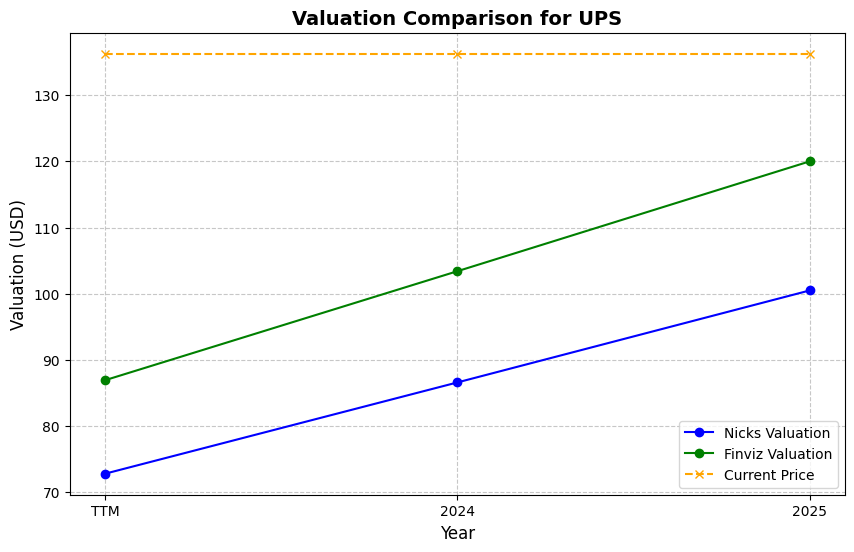 Valuation Comparison for UPS
Valuation (USD)
130
120
110
100
90
80
70
TTM
2024
2025
Year
Nicks Valuation
Finviz Valuation
Current Price